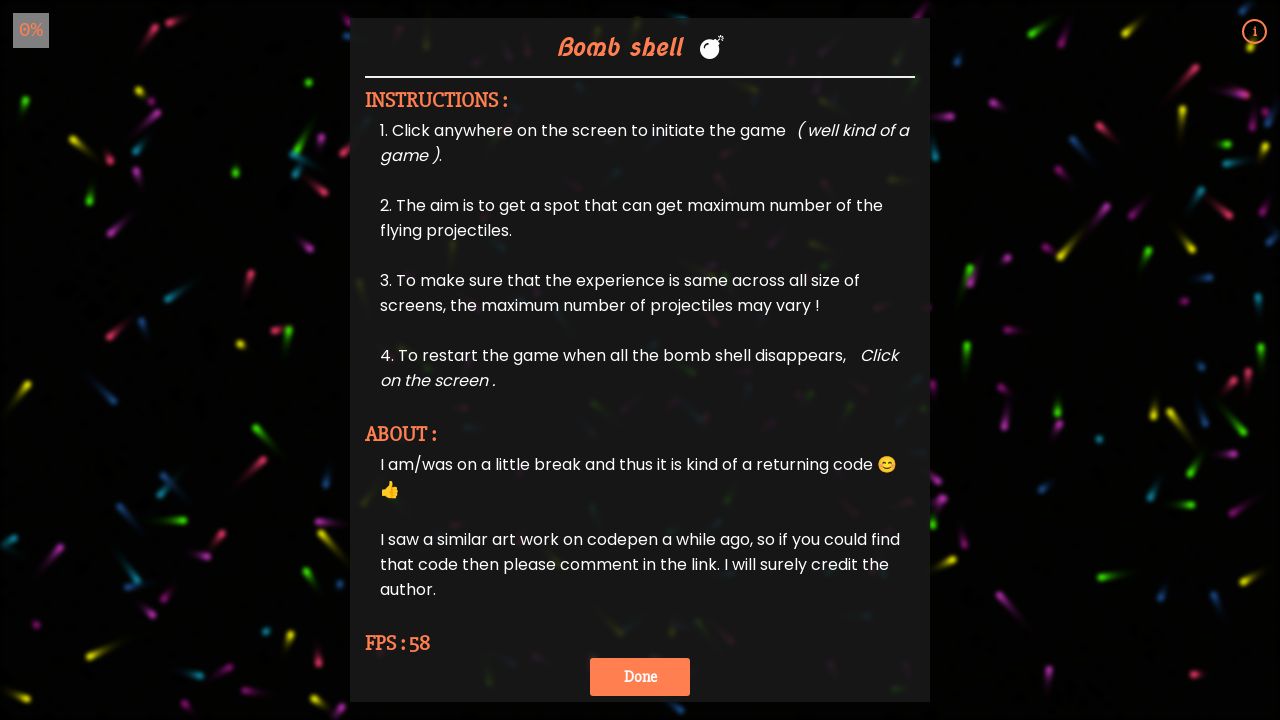 0%
i
Bomb shell 💣
INSTRUCTIONS :
1. Click anywhere on the screen to initiate the game ( well kind of a
game ).
2. The aim is to get a spot that can get maximum number of the
flying projectiles.
3. To make sure that the experience is same across all size of
screens, the maximum number of projectiles may vary !
4. To restart the game when all the bomb shell disappears, Click
on the screen .
ABOUT :
I am/was on a little break and thus it is kind of a returning code 😊
👍
I saw a similar art work on codepen a while ago, so if you could find
that code then please comment in the link. I will surely credit the
author.
FPS : 58
Done